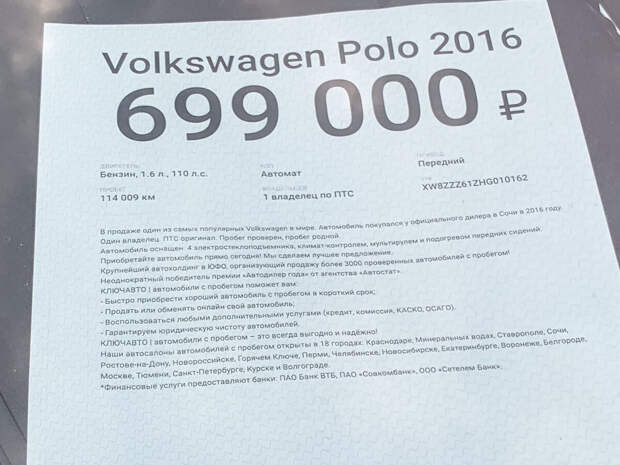 Volkswagen Polo 2016
699 000 ₽
ДВИГАТЕЛЬ:
Бензин, 1.6 л., 110 л.с.
КПП
Автомат
ПРИВОД
Передний
ПРОБЕГ
114 009 км
ВЛАДЕЛЬЦЕВ
1 владелец по ПТС
VIN
XW8ZZZ61ZHG010162
В продаже один из самых популярных Volkswagen в мире. Автомобиль покупался у официального дилера в Сочи в 2016 году.
Один владелец ПТС оригинал. Пробег проверен, пробег родной.
Автомобиль оснащен: 4 электростеклоподъемника, климат-контролем, мультирулем и подогревом передних сидений.
Приобретайте автомобиль прямо сегодня! Мы сделаем лучшее предложение.
Крупнейший автохолдинг в ЮФО, организующий продажу более 3000 проверенных автомобилей с пробегом!
Неоднократный победитель премии «Автодилер года» от агентства «Автостат».
КЛЮЧАВТО | автомобили с пробегом поможет вам:
- Быстро приобрести хороший автомобиль с пробегом в короткий срок;
- Продать или обменять онлайн свой автомобиль;
- Воспользоваться любыми дополнительными услугами (кредит, комиссия, КАСКО, ОСАГО).
- Гарантируем юридическую чистоту автомобилей.
КЛЮЧАВТО | автомобили с пробегом – это всегда выгодно и надёжно!
Наши автосалоны автомобилей с пробегом открыты в 18 городах: Краснодаре, Минеральных водах, Ставрополе, Сочи,
Ростове-на-Дону, Новороссийске, Горячем Ключе, Перми, Челябинске, Новосибирске, Екатеринбурге, Воронеже, Белгороде,
Москве, Тюмени, Санкт-Петербурге, Курске и Волгограде.
*Финансовые услуги предоставляют банки: ПАО Банк ВТБ, ПАО «Совкомбанк», ООО «Сетелем Банк».